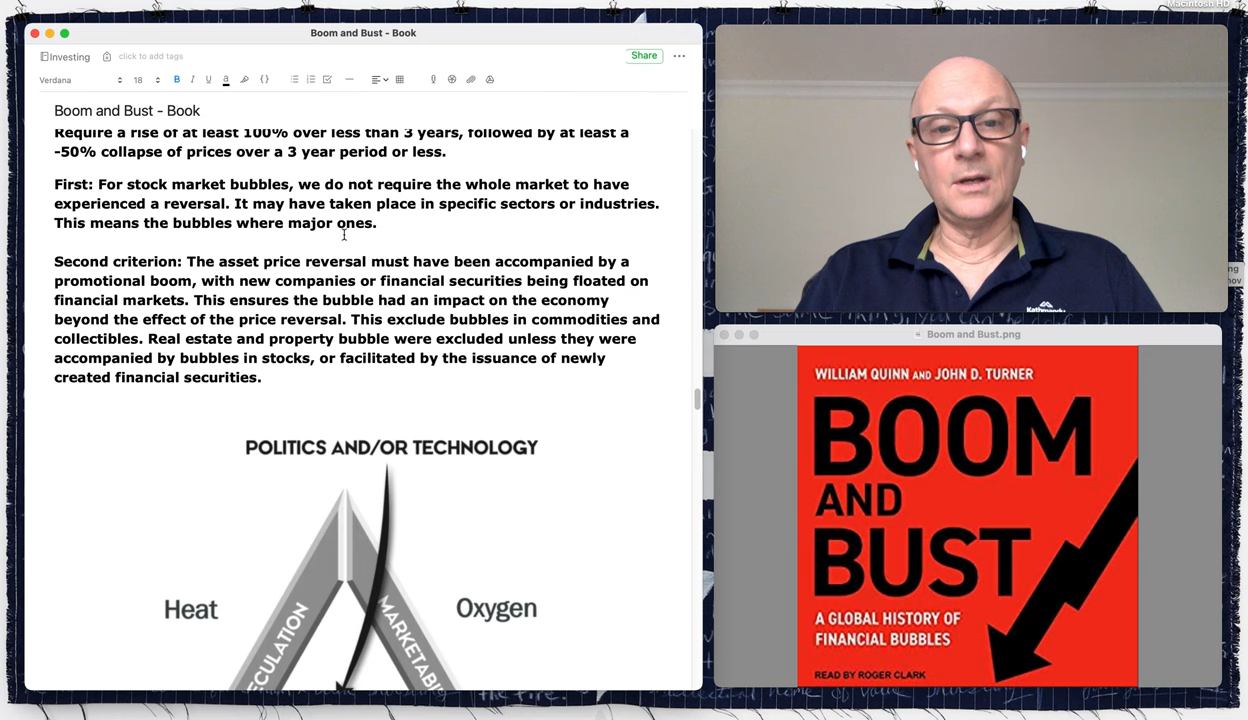 Macintosh HD
Boom and Bust - Book
Investing
click to add tags
Share
Verdana
18
B I U a
Boom and Bust - Book
Require a rise of at least 100% over less than 3 years, followed by at least a
-50% collapse of prices over a 3 year period or less.
First: For stock market bubbles, we do not require the whole market to have
experienced a reversal. It may have taken place in specific sectors or industries.
This means the bubbles where major ones.
Second criterion: The asset price reversal must have been accompanied by a
promotional boom, with new companies or financial securities being floated on
financial markets. This ensures the bubble had an impact on the economy
beyond the effect of the price reversal. This exclude bubbles in commodities and
collectibles. Real estate and property bubble were excluded unless they were
accompanied by bubbles in stocks, or facilitated by the issuance of newly
created financial securities.
POLITICS AND/OR TECHNOLOGY
Heat
Oxygen
ECULATION
MARKETABI
Kathmandu
Boom and Bust.png
WILLIAM QUINN AND JOHN D. TURNER
BOOM
AND
BUST
A GLOBAL HISTORY OF
FINANCIAL BUBBLES
READ BY ROGER CLARK